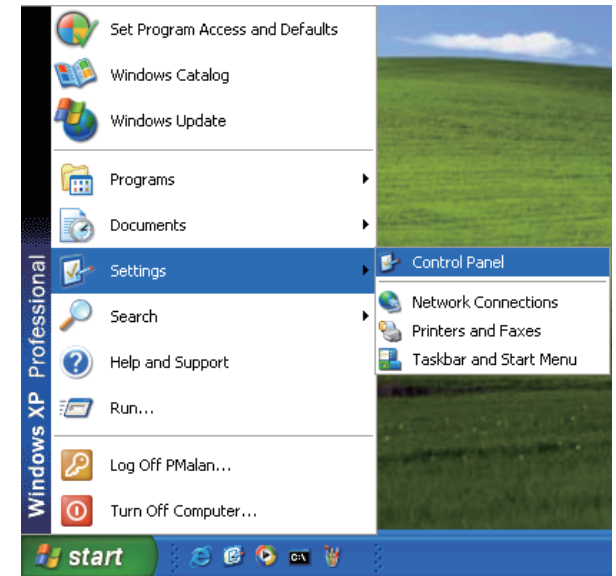 Set Program Access and Defaults
Windows Catalog
Windows Update
Programs
Documents
Settings
Control Panel
Network Connections
Printers and Faxes
Taskbar and Start Menu
Search
Help and Support
Run...
Log Off PMalan...
Turn Off Computer...
Windows XP Professional
start
C:\